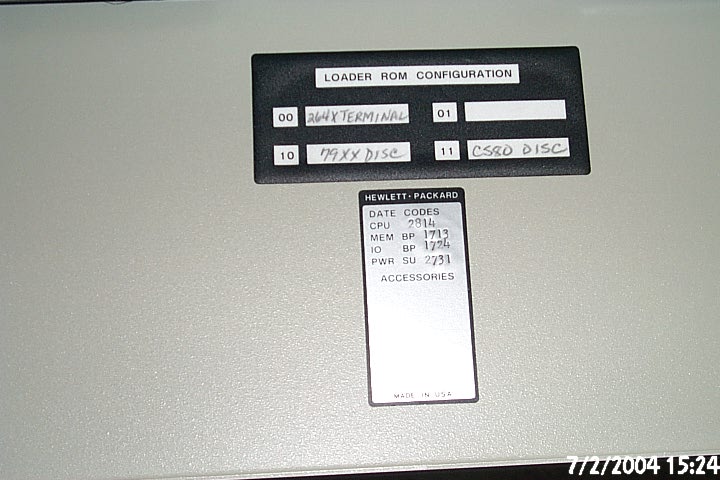 LOADER ROM CONFIGURATION
00 264X TERMINAL 01
10 79XX DISC 11 CS80 DISC
HEWLETT·PACKARD
DATE CODES
CPU 2814
MEM BP 1713
IO BP 1724
PWR SU 2731
ACCESSORIES
MADE IN USA
7/2/2004 15:24